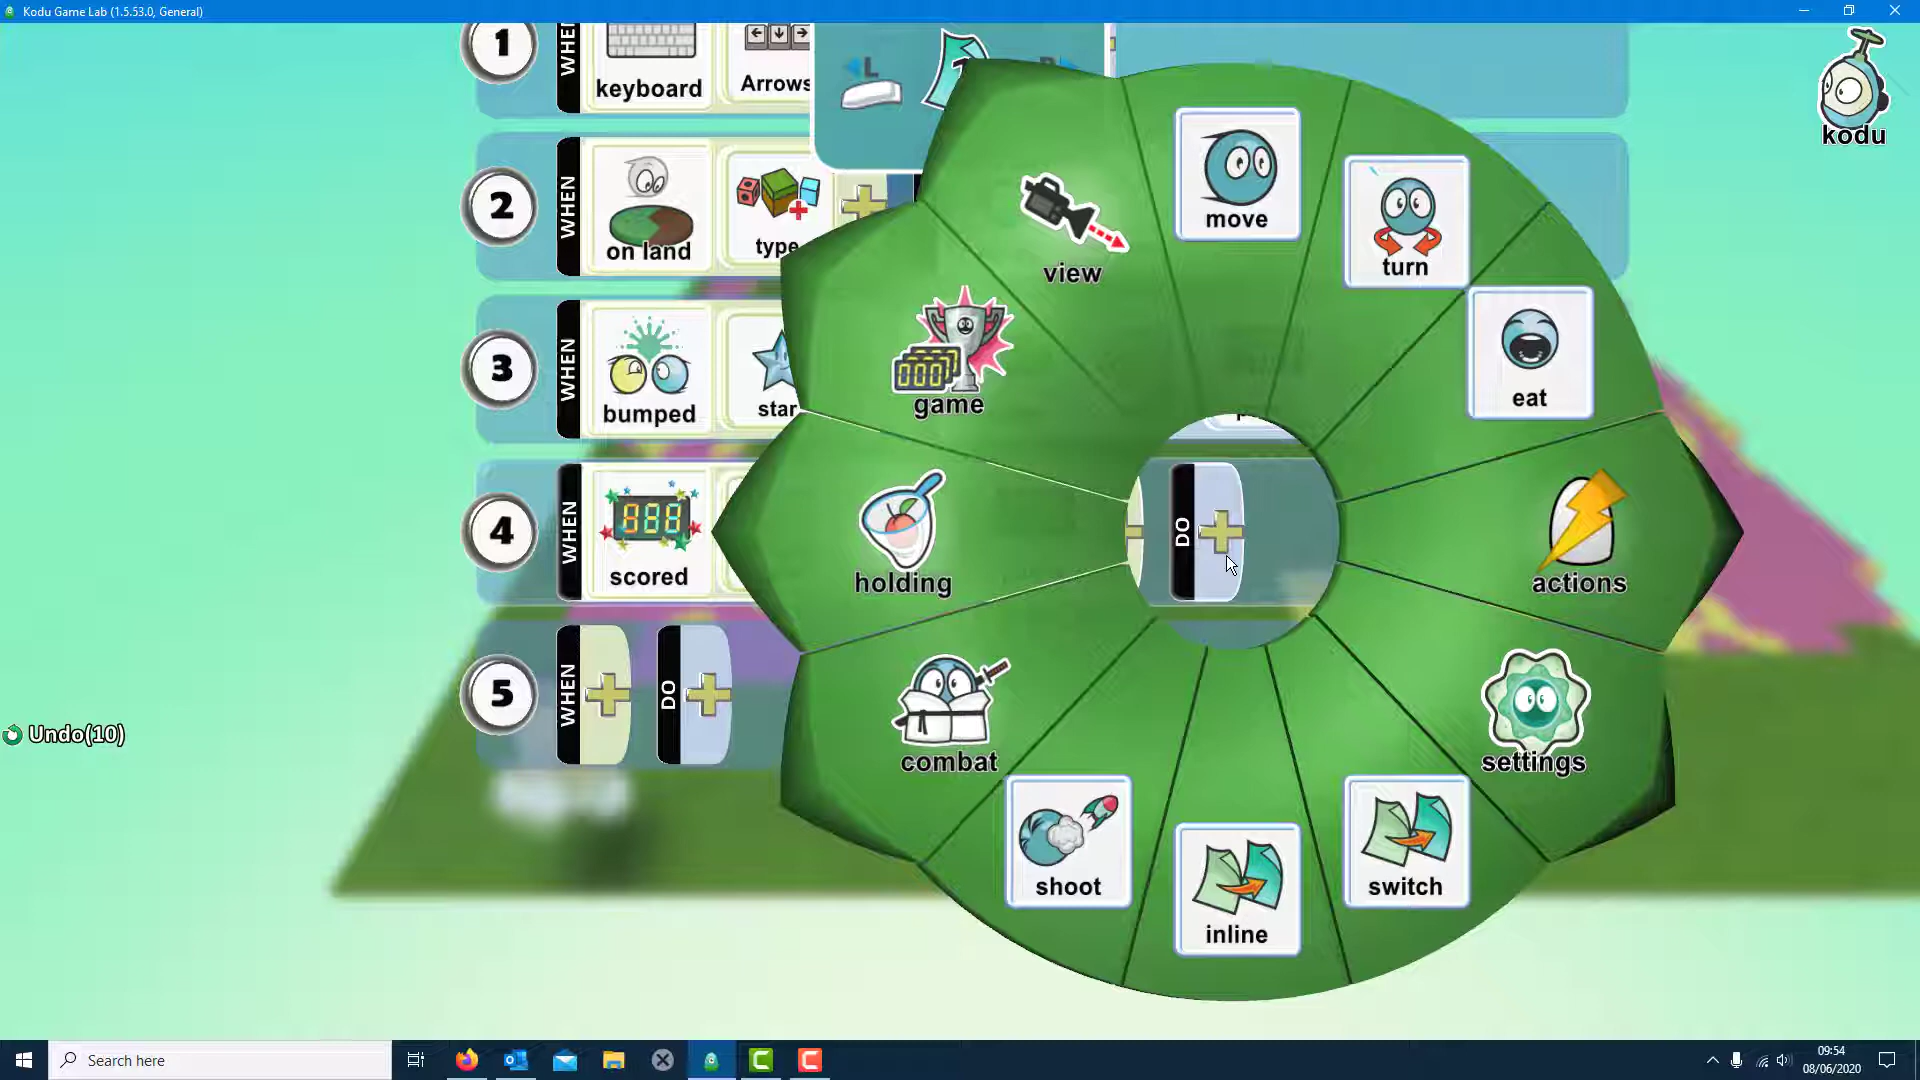 Kodu Game Lab (1.5.53.0, General)
1
WHEN
keyboard
Arrows
L
kodu
2
WHEN
on land
type
3
WHEN
bumped
star
4
WHEN
scored
5
WHEN
DO
Undo(10)
view
move
turn
eat
game
holding
DO
actions
combat
settings
shoot
inline
switch
Search here
09:54
08/06/2020